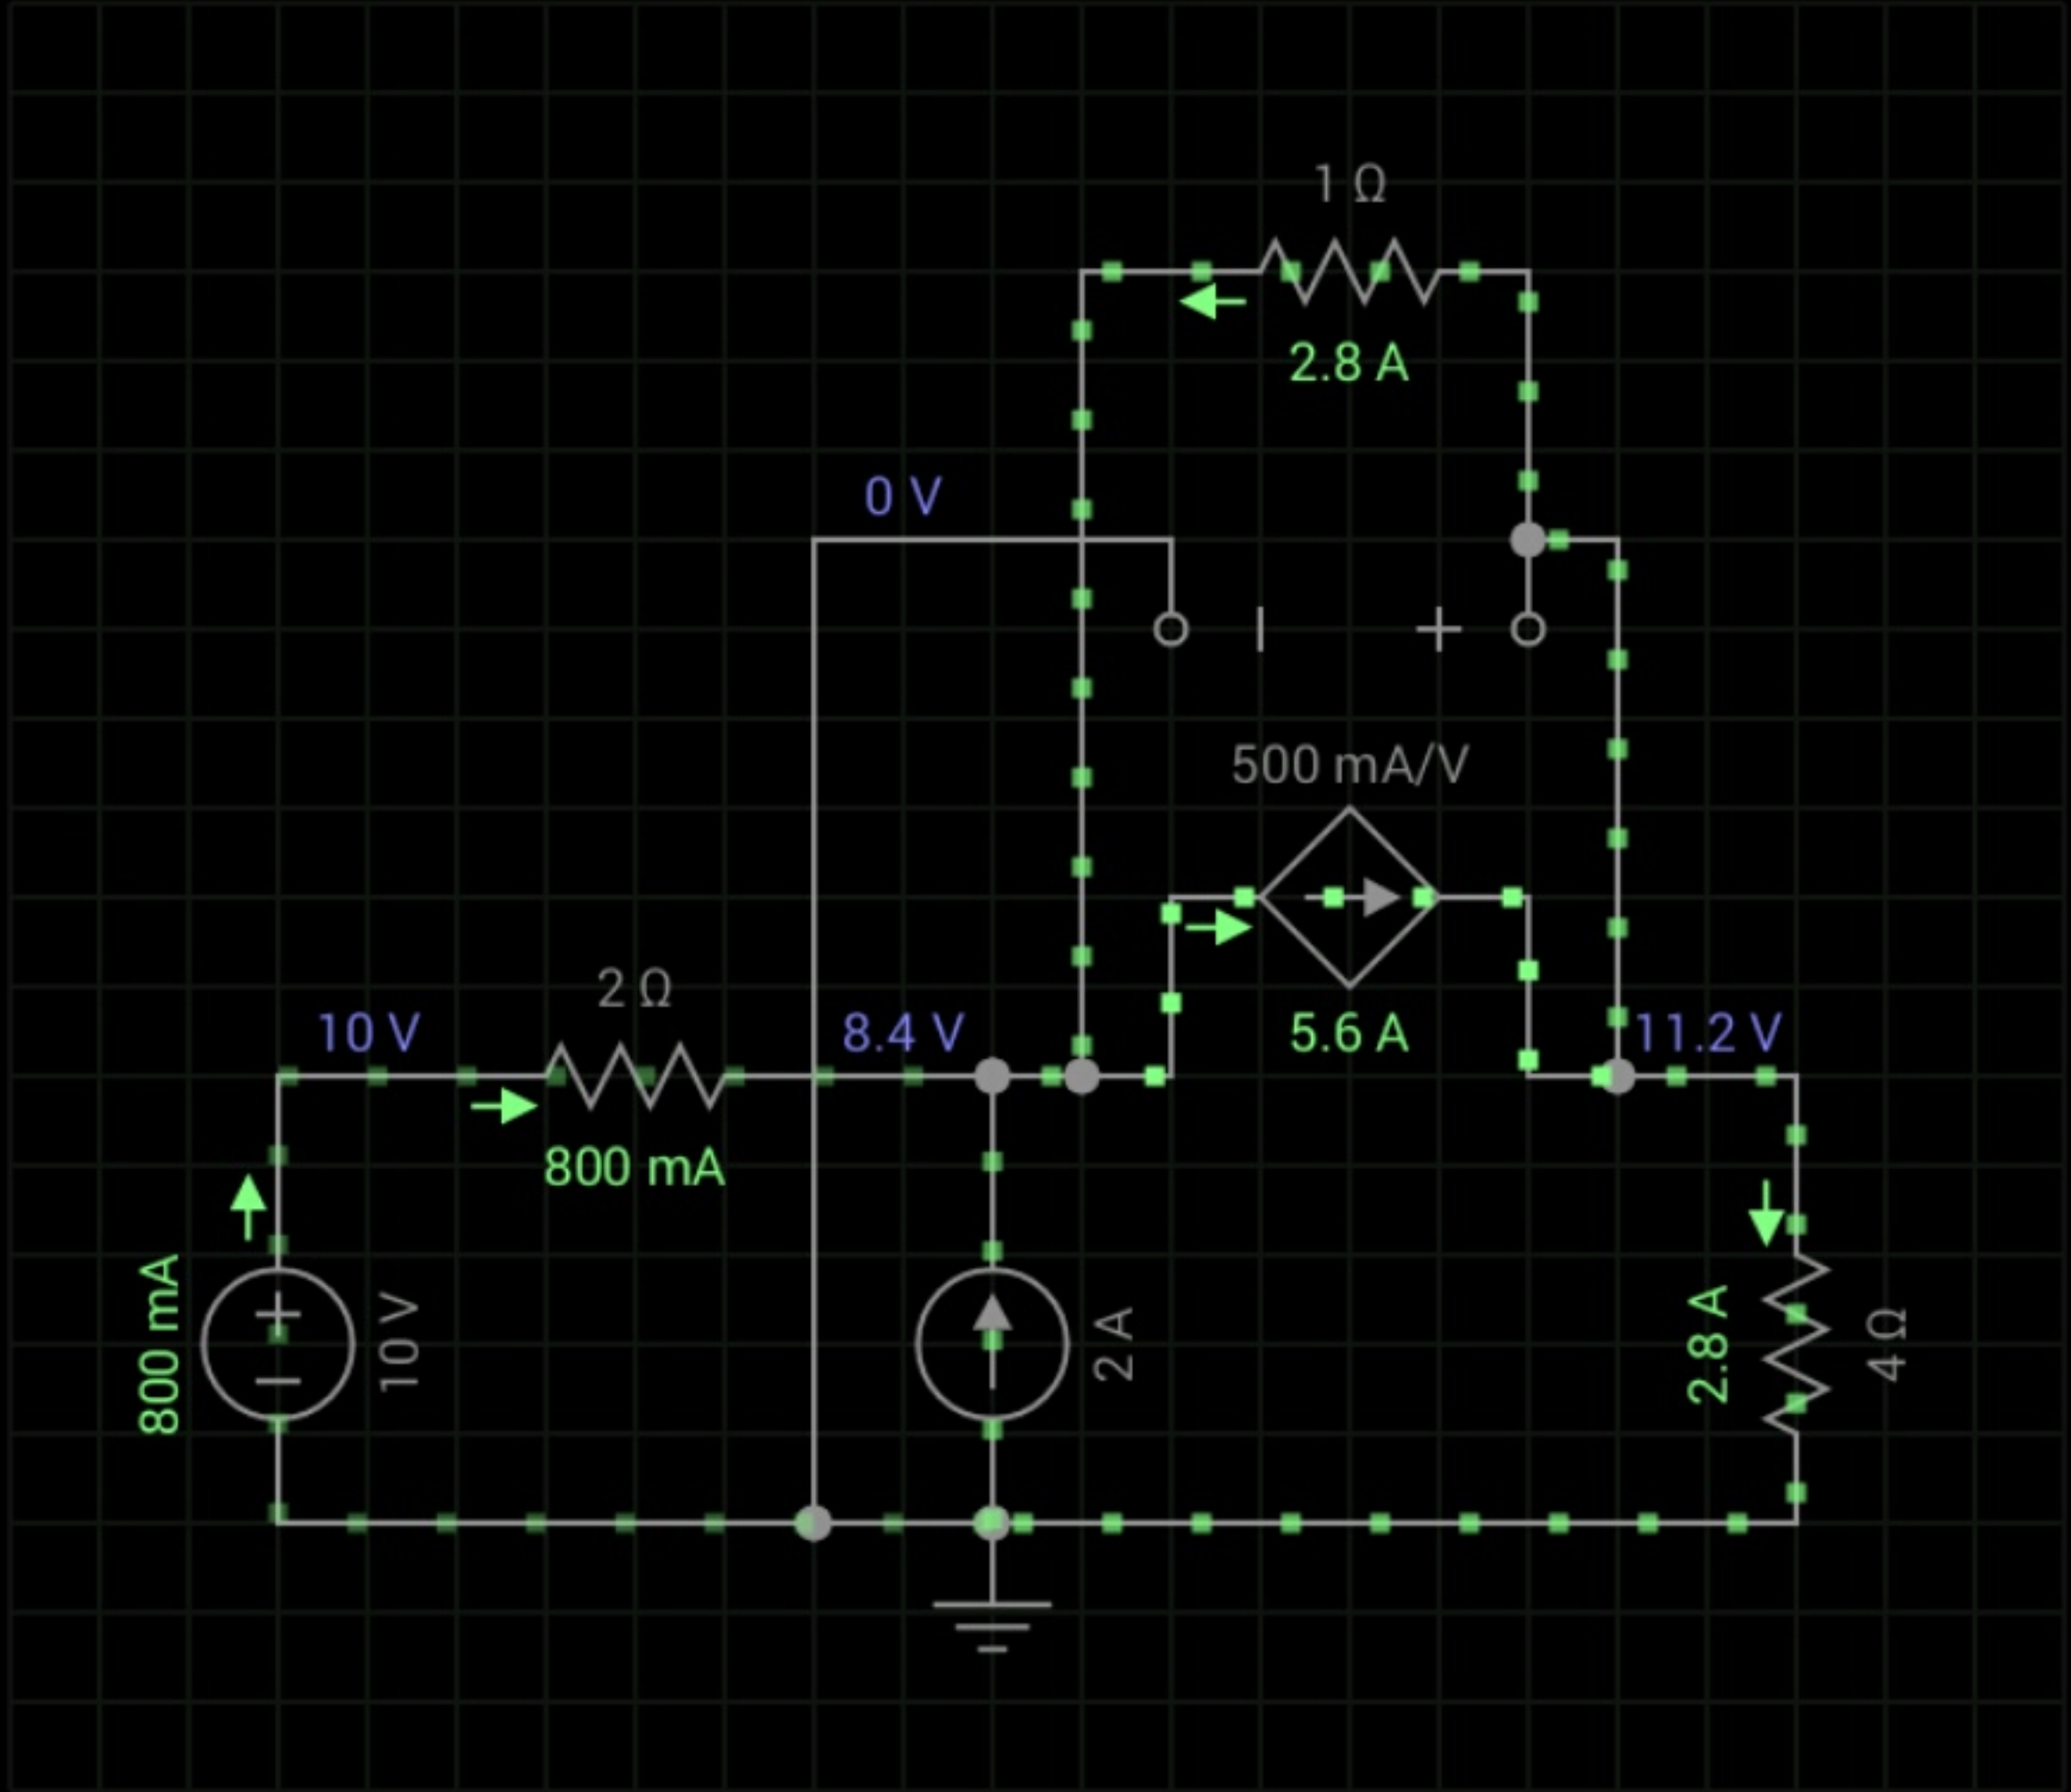 1 Ω
2.8 A
0 V
500 mA/V
5.6 A
2 Ω
10 V
8.4 V
11.2 V
800 mA
800 mA
10 V
2 A
2.8 A
4 Ω